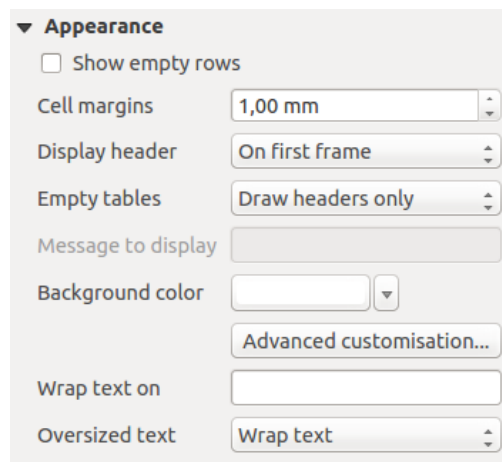 Appearance
Show empty rows
Cell margins 1,00 mm
Display header On first frame
Empty tables Draw headers only
Message to display
Background color
Advanced customisation...
Wrap text on
Oversized text Wrap text